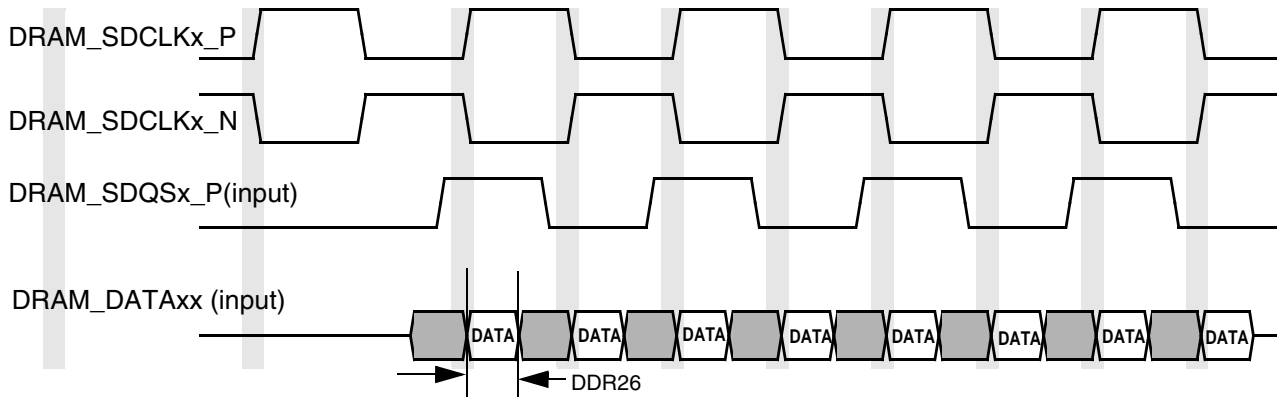 DRAM_SDCLKx_P
DRAM_SDCLKx_N
DRAM_SDQSx_P(input)
DRAM_DATAxx (input)
DATA DATA DATA DATA DATA DATA DATA DATA
DDR26